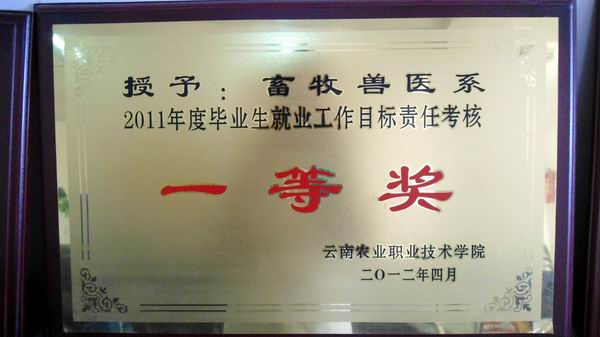 授予：畜牧兽医系
2011年度毕业生就业工作目标责任考核
一等奖
云南农业职业技术学院
二〇一二年四月